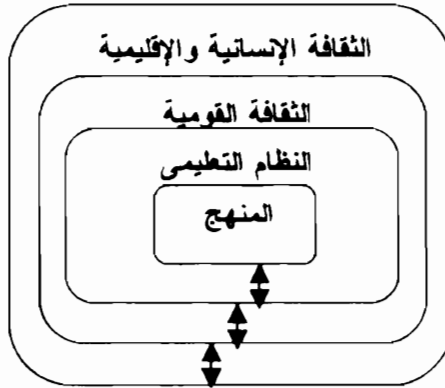 الثقافة الإنسانية والإقليمية
الثقافة القومية
النظام التعليمى
المنهج